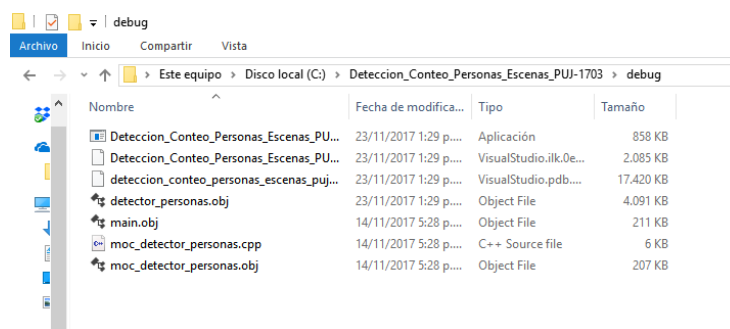 debug
Archivo Inicio Compartir Vista
Este equipo > Disco local (C:) > Deteccion_Conteo_Personas_Escenas_PUJ-1703 > debug
Nombre Fecha de modifica... Tipo Tamaño
Deteccion_Conteo_Personas_Escenas_PU... 23/11/2017 1:29 p.... Aplicación 858 KB
Deteccion_Conteo_Personas_Escenas_PU... 23/11/2017 1:29 p.... VisualStudio.ilk.0e... 2.085 KB
deteccion_conteo_personas_escenas_puj... 23/11/2017 1:29 p.... VisualStudio.pdb.... 17.420 KB
detector_personas.obj 23/11/2017 1:29 p.... Object File 4.091 KB
main.obj 14/11/2017 5:28 p.... Object File 211 KB
moc_detector_personas.cpp 14/11/2017 5:28 p.... C++ Source file 6 KB
moc_detector_personas.obj 14/11/2017 5:28 p.... Object File 207 KB